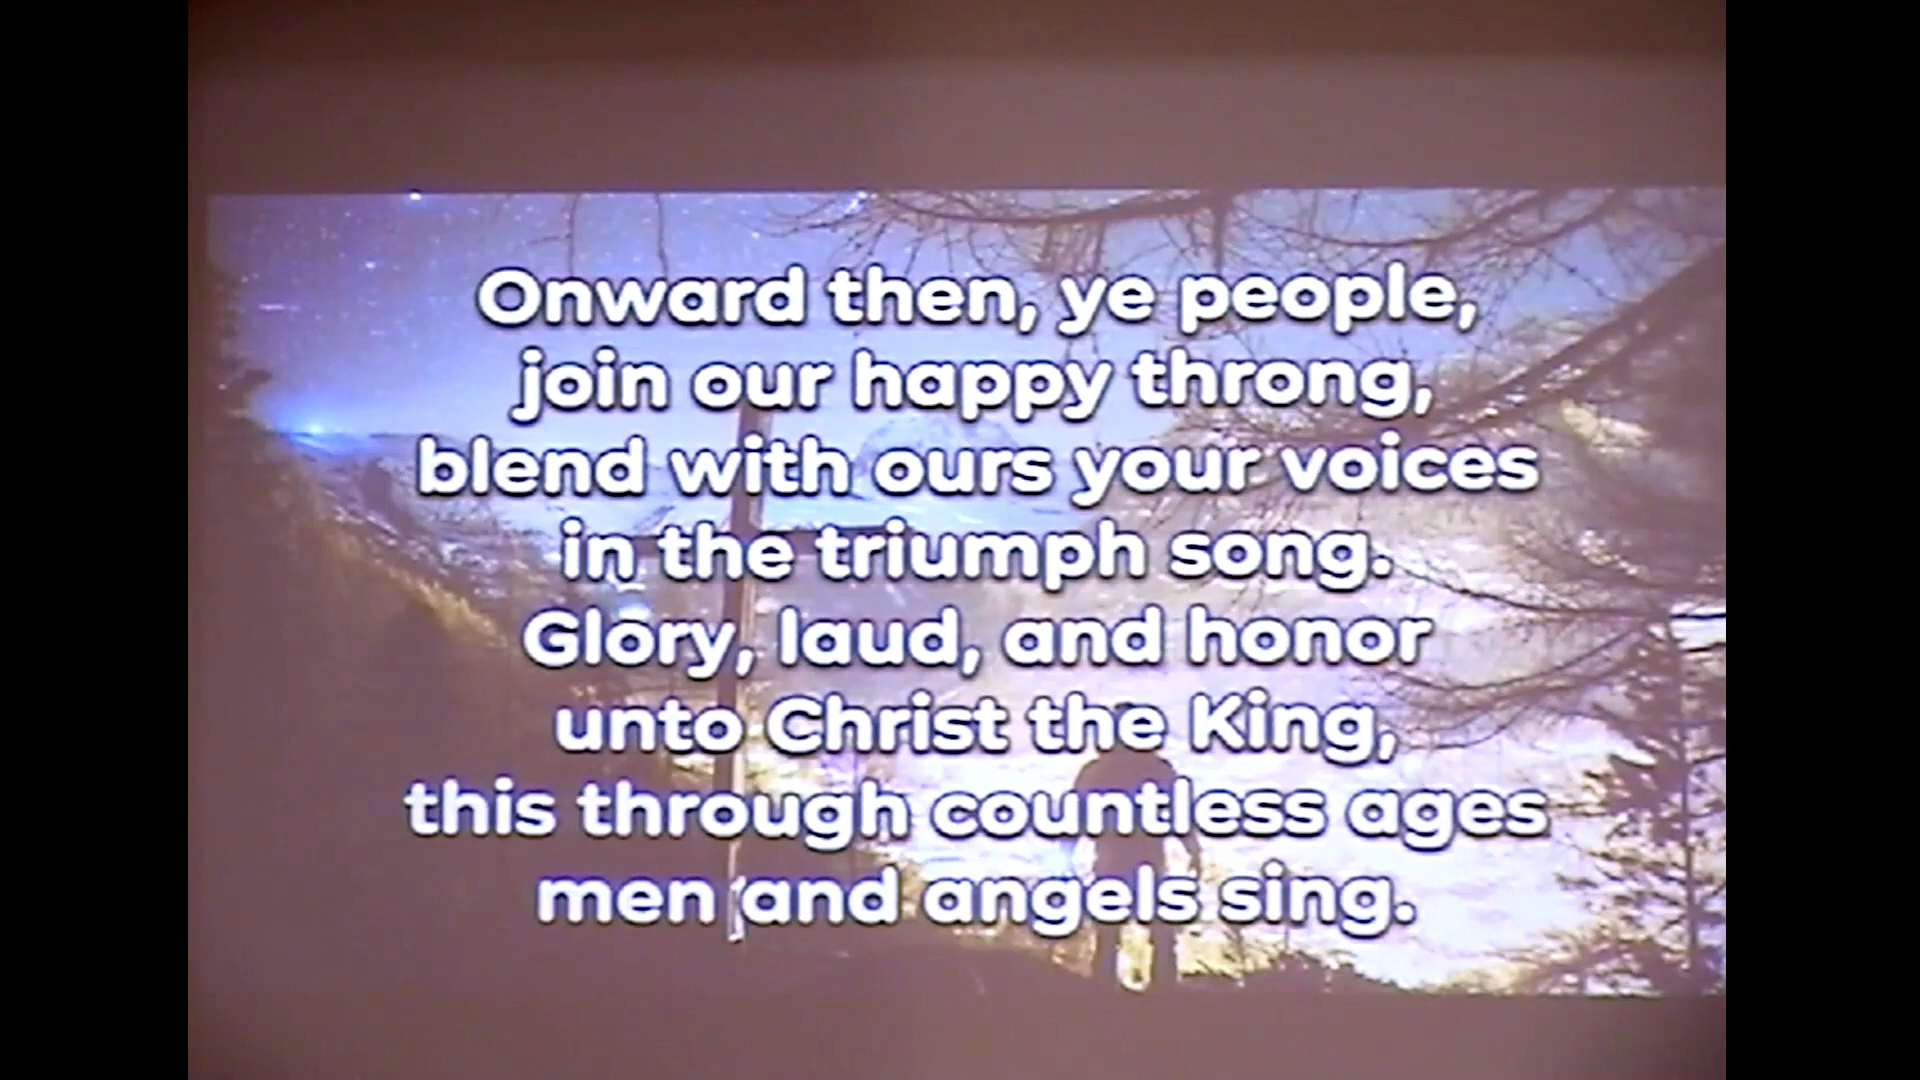 Onward then, ye people,
join our happy throng,
blend with ours your voices
in the triumph song.
Glory, laud, and honor
unto Christ the King,
this through countless ages
men and angels sing.